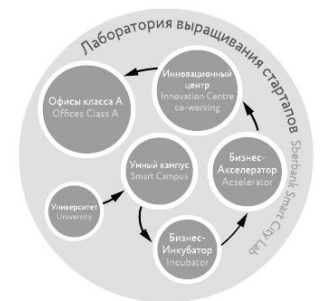 Лаборатория выращивания стартапов
Sberbank Smart City Lab
Инновационный
центр
Innovation Centre
co-working
Офисы класса А
Offices Class A
Умный кампус
Smart Campus
Бизнес-
Акселератор
Acselerator
Университет
University
Бизнес-
Инкубатор
Incubator